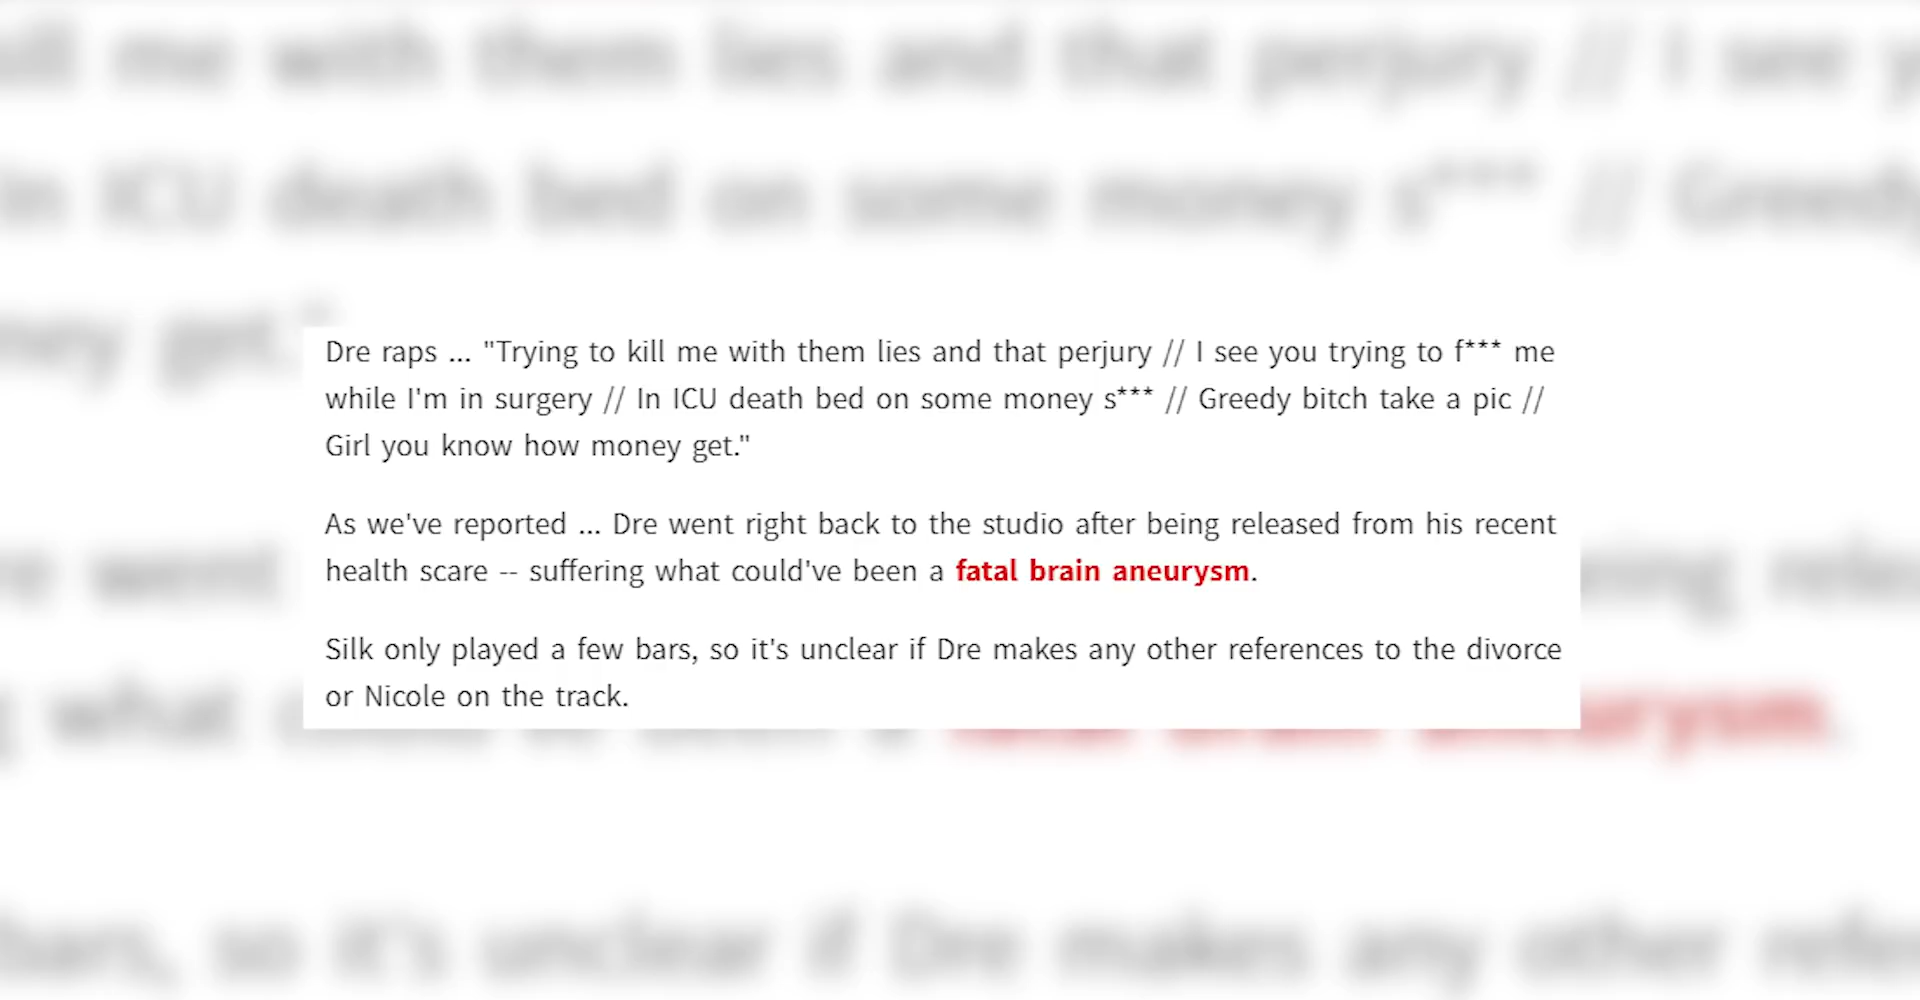 Dre raps ... "Trying to kill me with them lies and that perjury // I see you trying to f*** me
while I'm in surgery // In ICU death bed on some money s*** // Greedy bitch take a pic //
Girl you know how money get."
As we've reported ... Dre went right back to the studio after being released from his recent
health scare -- suffering what could've been a fatal brain aneurysm.
Silk only played a few bars, so it's unclear if Dre makes any other references to the divorce
or Nicole on the track.